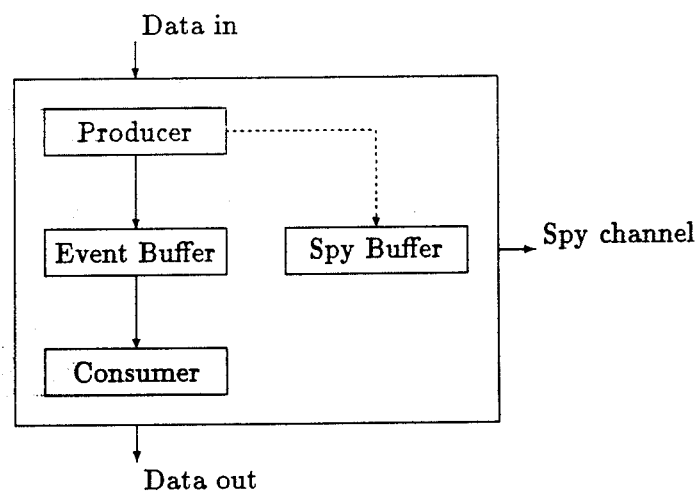 Data in
Producer
Event Buffer
Spy Buffer
Spy channel
Consumer
Data out